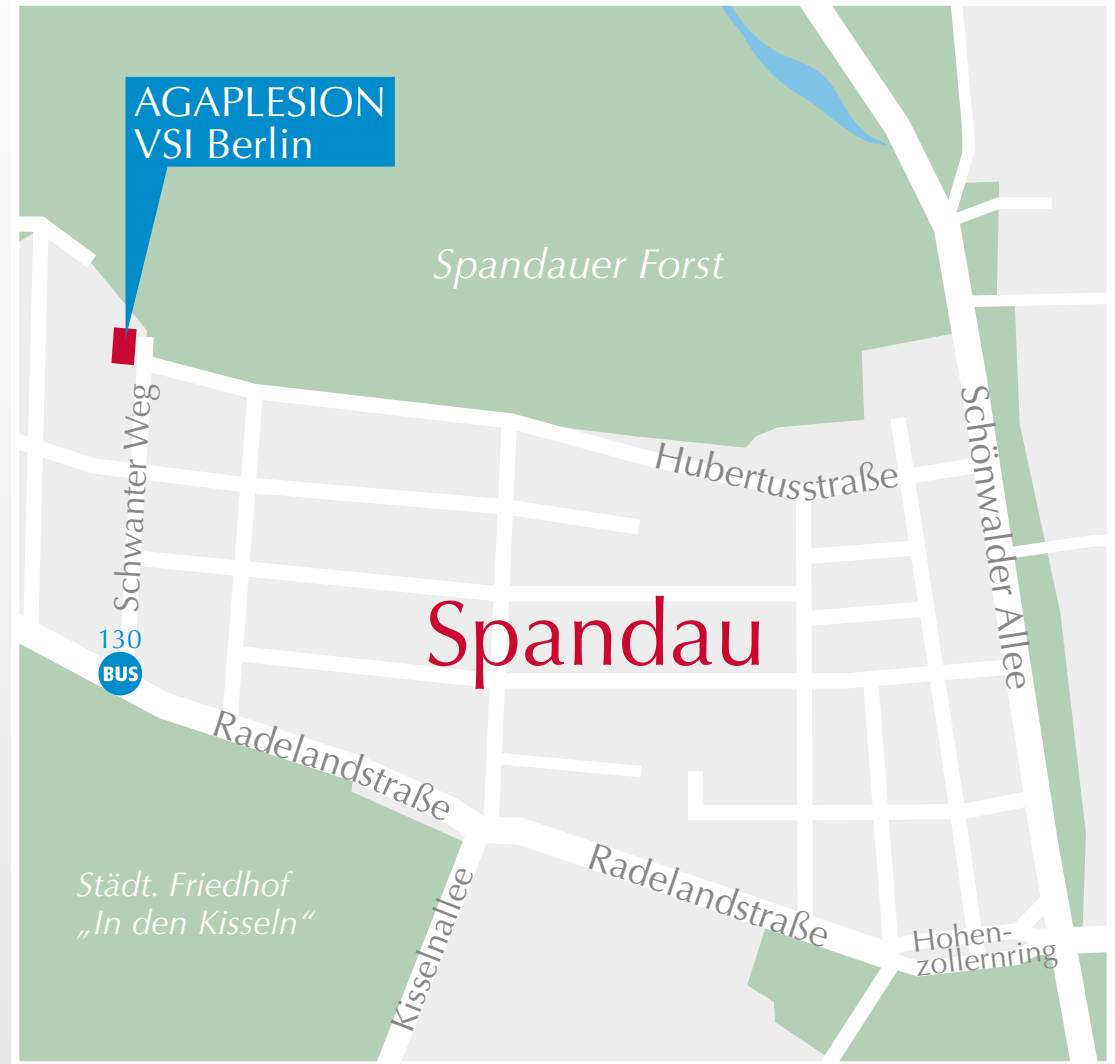 AGAPLESION
VSI Berlin
Spandauer Forst
Schwanter Weg
Hubertusstraße
Schönwalder Allee
130
BUS
Spandau
Radelandstraße
Städt. Friedhof
„In den Kisseln“
Kisselnallee
Radelandstraße
Hohen-
zollernring